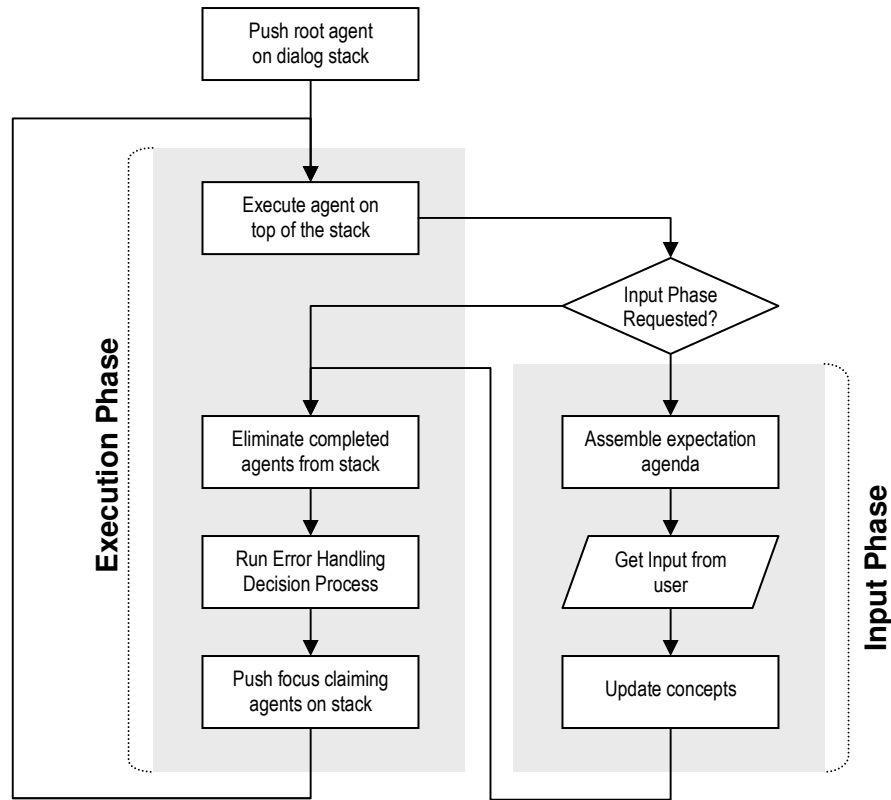 Push root agent
on dialog stack
Execution Phase
Execute agent on
top of the stack
Input Phase
Requested?
Eliminate completed
agents from stack
Run Error Handling
Decision Process
Push focus claiming
agents on stack
Assemble expectation
agenda
Get Input from
user
Update concepts
Input Phase